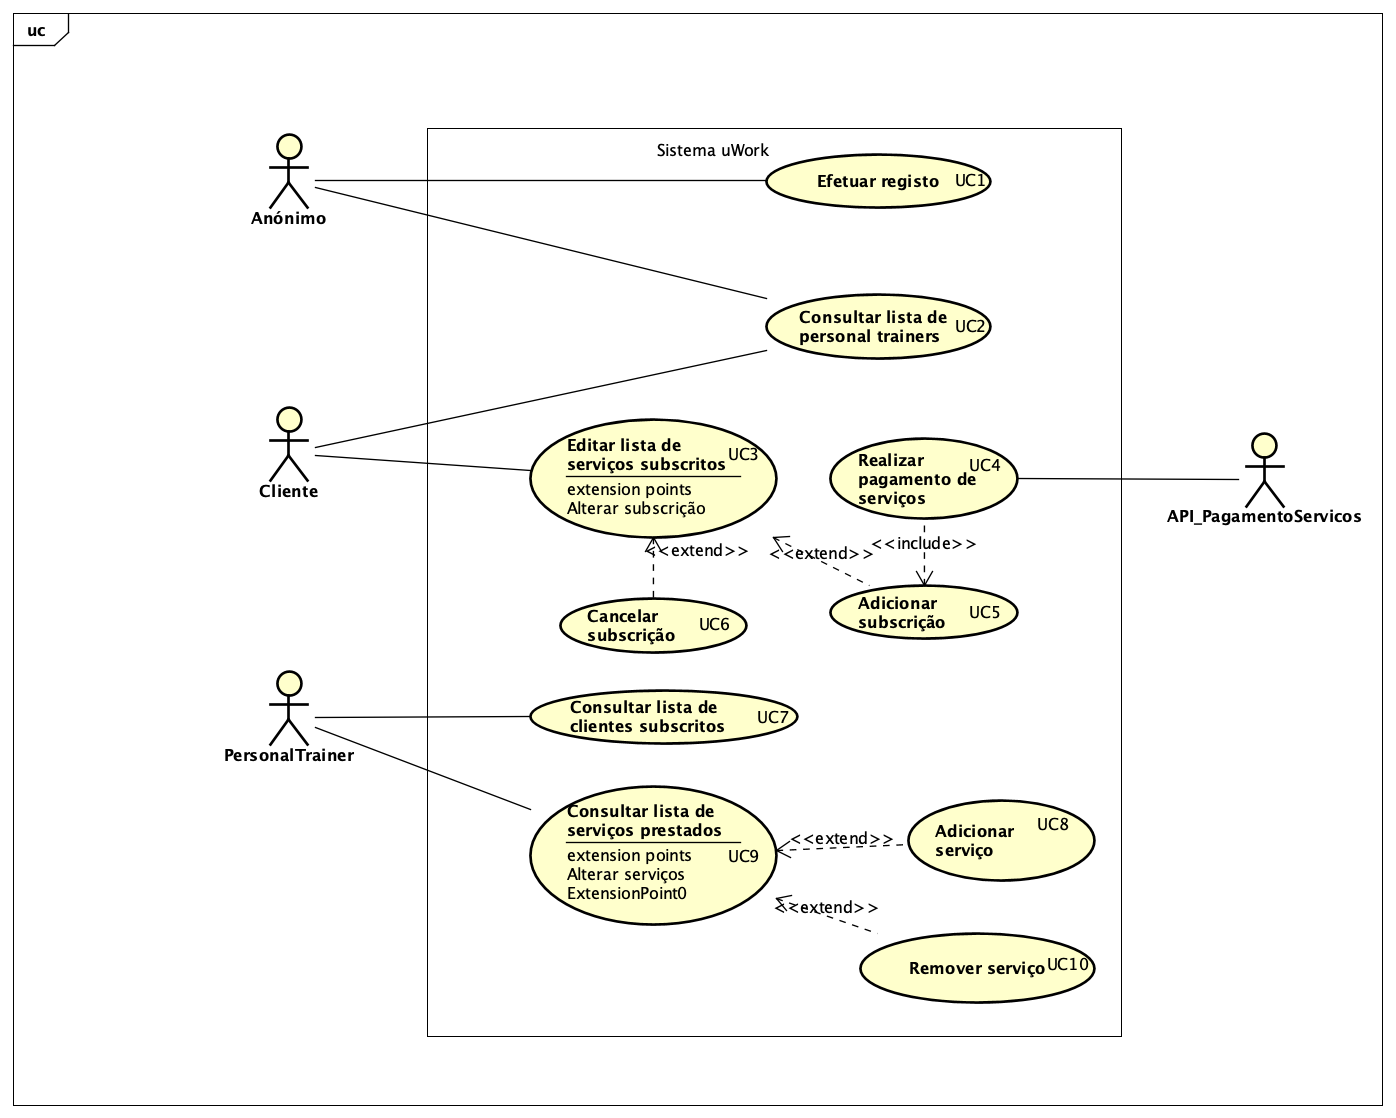 uc
Sistema uWork
Anónimo
Efetuar registo
UC1
Consultar lista de
personal trainers
UC2
Cliente
Editar lista de
serviços subscritos
UC3
extension points
Alterar subscrição
Realizar
pagamento de
serviços
UC4
API_PagamentoServicos
<<extend>>
<<extend>>
<<include>>
Cancelar
subscrição
UC6
Adicionar
subscrição
UC5
PersonalTrainer
Consultar lista de
clientes subscritos
UC7
Consultar lista de
serviços prestados
UC9
extension points
Alterar serviços
ExtensionPoint0
<<extend>>
Adicionar
serviço
UC8
<<extend>>
Remover serviço
UC10